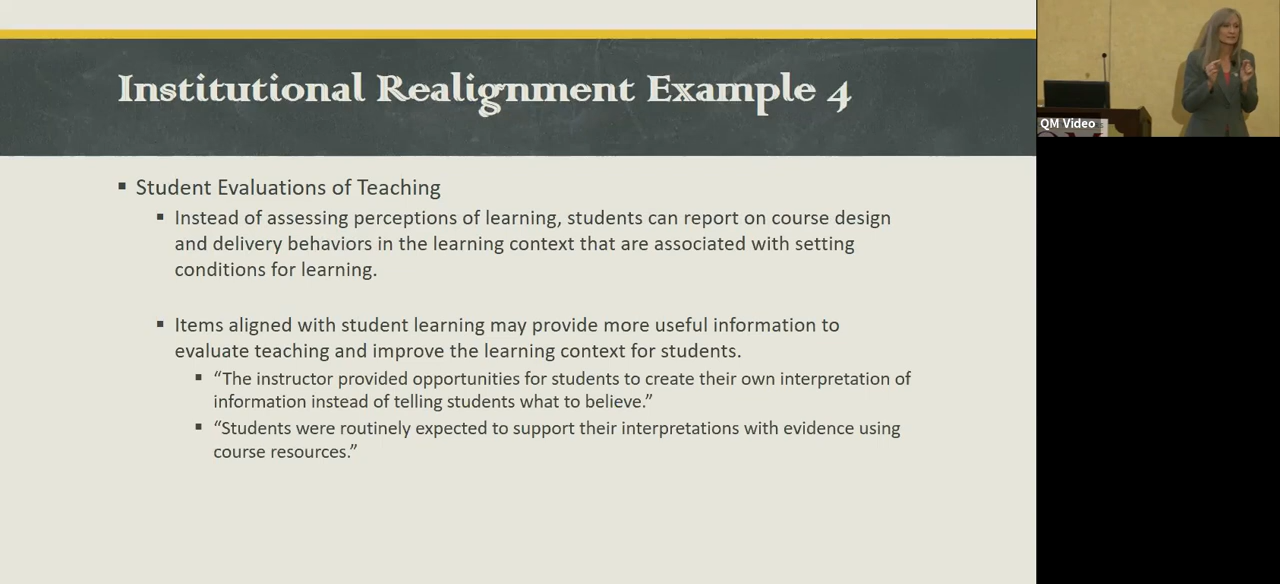 Institutional Realignment Example 4
QM Video
▪ Student Evaluations of Teaching
▪ Instead of assessing perceptions of learning, students can report on course design
and delivery behaviors in the learning context that are associated with setting
conditions for learning.
▪ Items aligned with student learning may provide more useful information to
evaluate teaching and improve the learning context for students.
▪ “The instructor provided opportunities for students to create their own interpretation of
information instead of telling students what to believe.”
▪ “Students were routinely expected to support their interpretations with evidence using
course resources.”